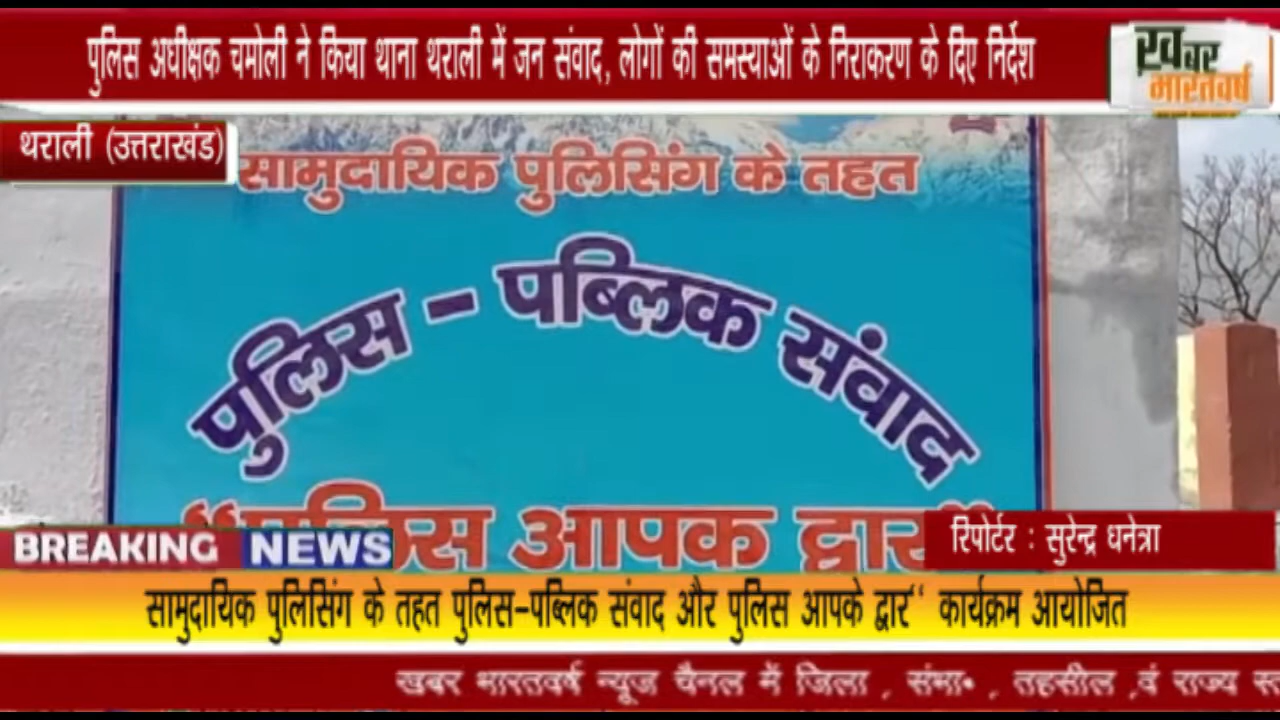 पुलिस अधीक्षक चमोली ने किया थाना थराली में जन संवाद, लोगों की समस्याओं के निराकरण के दिए निर्देश
खबर
भारतवर्ष
थराली (उत्तराखंड)
सामुदायिक पुलिसिंग के तहत
पुलिस - पब्लिक संवाद
“पुलिस आपके द्वार”
रिपोर्टर : सुरेन्द्र धनेत्रा
BREAKING NEWS
सामुदायिक पुलिसिंग के तहत पुलिस-पब्लिक संवाद और पुलिस आपके द्वार“ कार्यक्रम आयोजित
खबर भारतवर्ष न्यूज चैनल में जिला , संभा॰ , तहसील ,वं राज्य